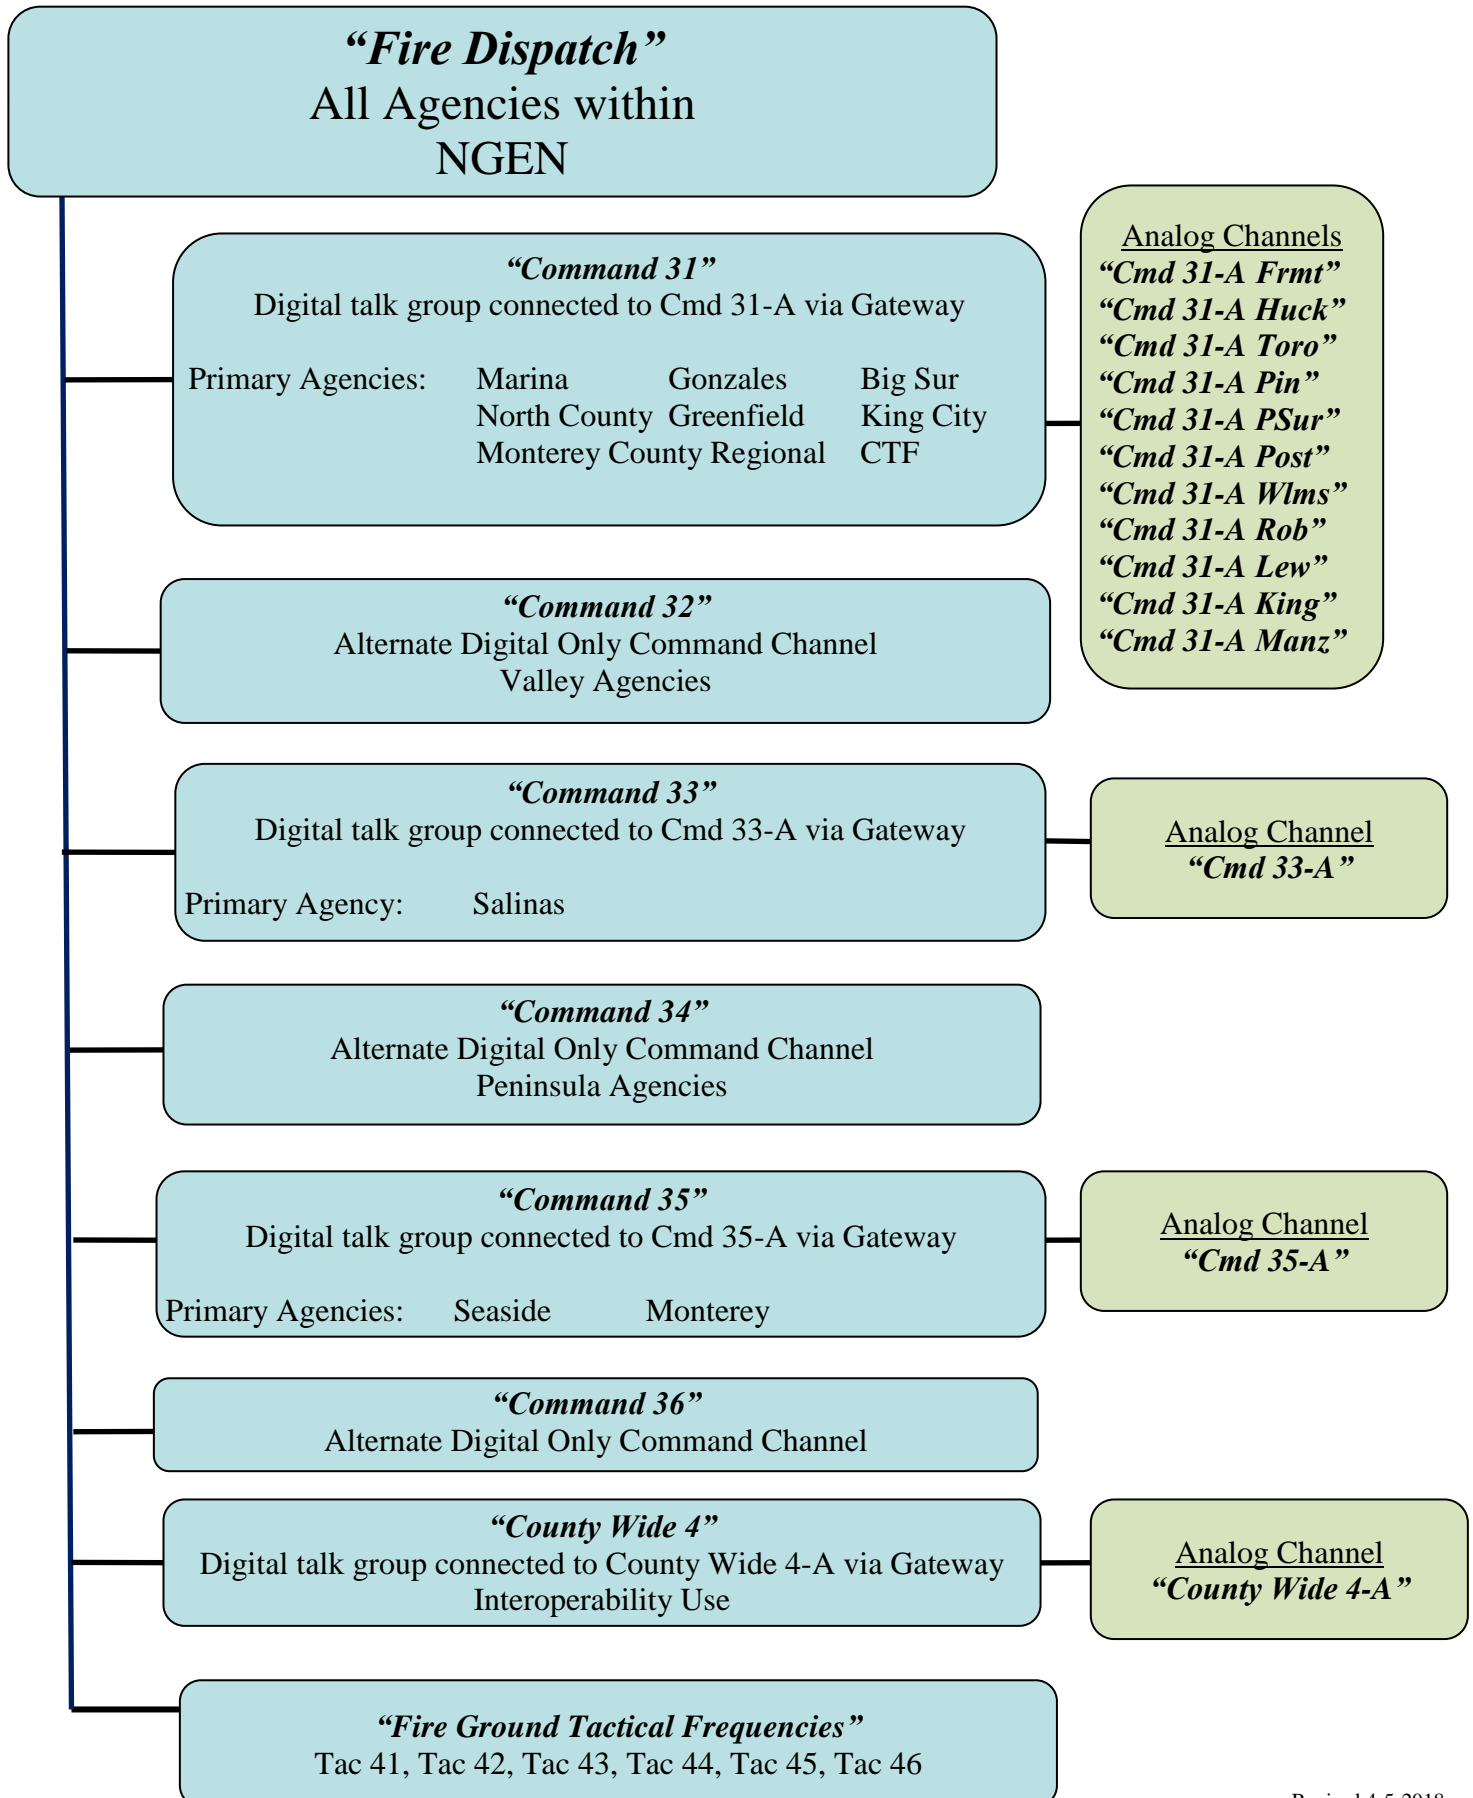 “Fire Dispatch”
All Agencies within
NGEN
“Command 31”
Digital talk group connected to Cmd 31-A via Gateway
Primary Agencies: Marina Gonzales Big Sur
North County Greenfield King City
Monterey County Regional CTF
Analog Channels
“Cmd 31-A Frmt”
“Cmd 31-A Huck”
“Cmd 31-A Toro”
“Cmd 31-A Pin”
“Cmd 31-A PSur”
“Cmd 31-A Post”
“Cmd 31-A Wlms”
“Cmd 31-A Rob”
“Cmd 31-A Lew”
“Cmd 31-A King”
“Cmd 31-A Manz”
“Command 32”
Alternate Digital Only Command Channel
Valley Agencies
“Command 33”
Digital talk group connected to Cmd 33-A via Gateway
Primary Agency: Salinas
Analog Channel
“Cmd 33-A”
“Command 34”
Alternate Digital Only Command Channel
Peninsula Agencies
“Command 35”
Digital talk group connected to Cmd 35-A via Gateway
Primary Agencies: Seaside Monterey
Analog Channel
“Cmd 35-A”
“Command 36”
Alternate Digital Only Command Channel
“County Wide 4”
Digital talk group connected to County Wide 4-A via Gateway
Interoperability Use
Analog Channel
“County Wide 4-A”
“Fire Ground Tactical Frequencies”
Tac 41, Tac 42, Tac 43, Tac 44, Tac 45, Tac 46
Revised 4-5-2018